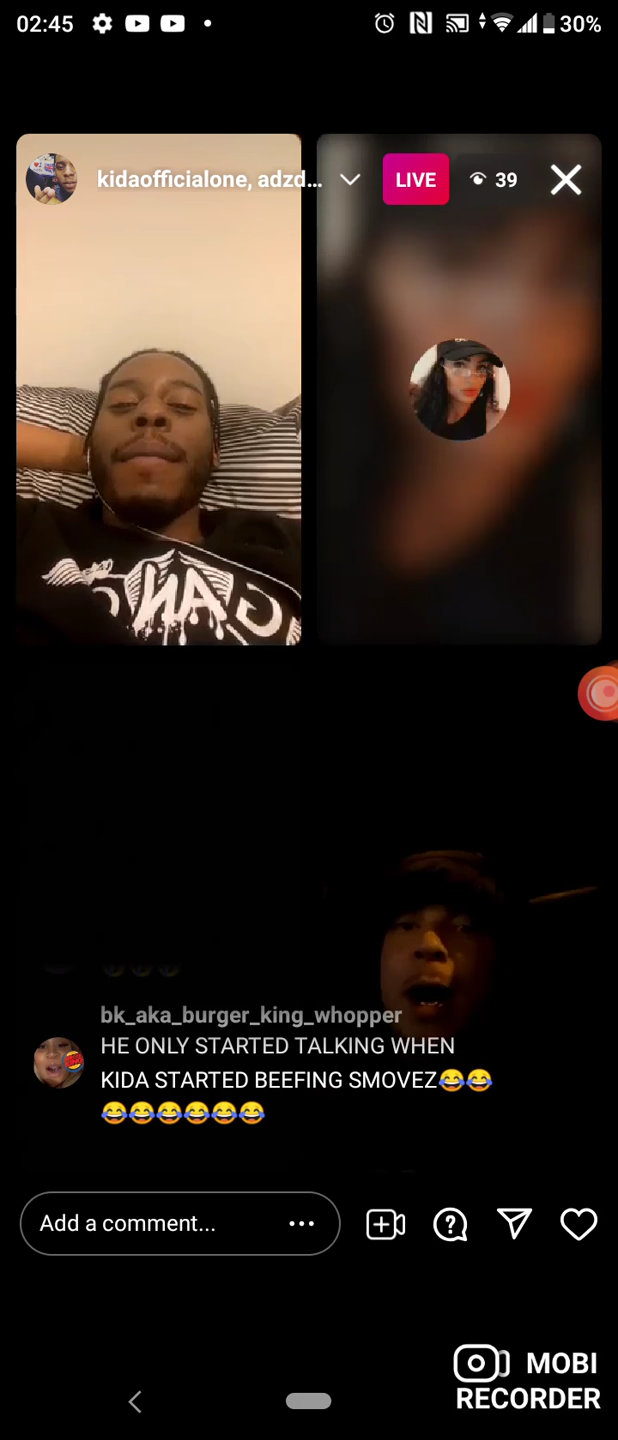 02:45
30%
kidaofficialone, adzd...
LIVE
39
bk_aka_burger_king_whopper
HE ONLY STARTED TALKING WHEN
KIDA STARTED BEEFING SMOVEZ😂😂
😂😂😂😂😂😂
Add a comment...
MOBI
RECORDER